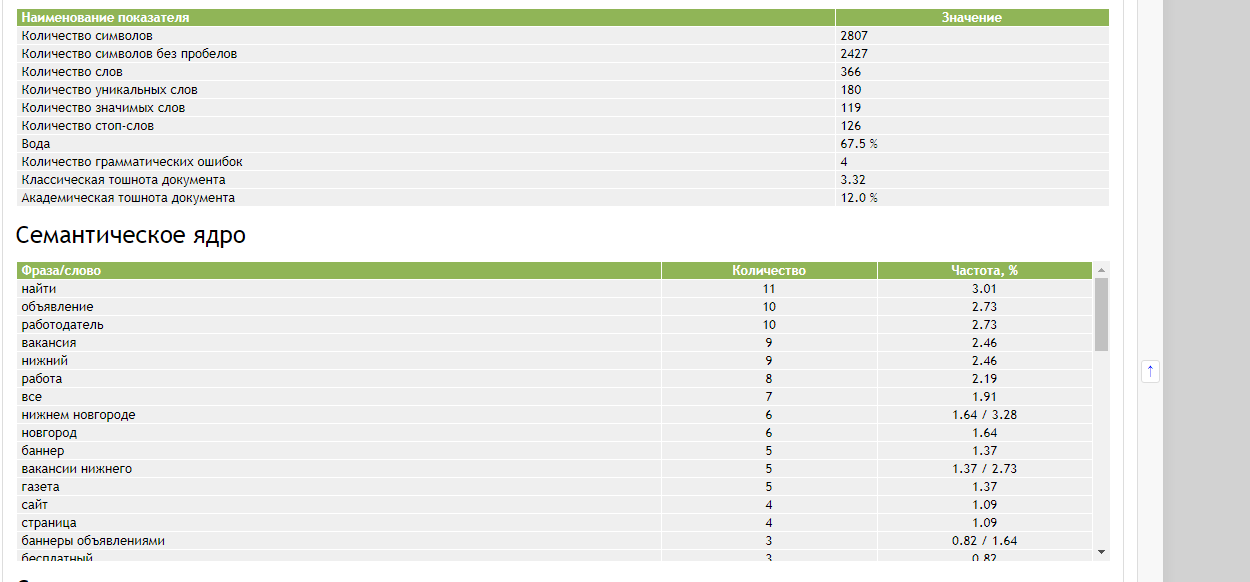 Наименование показателя Значение
Количество символов 2807
Количество символов без пробелов 2427
Количество слов 366
Количество уникальных слов 180
Количество значимых слов 119
Количество стоп-слов 126
Вода 67.5 %
Количество грамматических ошибок 4
Классическая тошнота документа 3.32
Академическая тошнота документа 12.0 %
Семантическое ядро
Фраза/слово Количество Частота, %
найти 11 3.01
объявление 10 2.73
работодатель 10 2.73
вакансия 9 2.46
нижний 9 2.46
работа 8 2.19
все 7 1.91
нижнем новгороде 6 1.64 / 3.28
новгород 6 1.64
баннер 5 1.37
вакансии нижнего 5 1.37 / 2.73
газета 5 1.37
сайт 4 1.09
страница 4 1.09
баннеры объявлениями 3 0.82 / 1.64
бесплатный 3 0.82